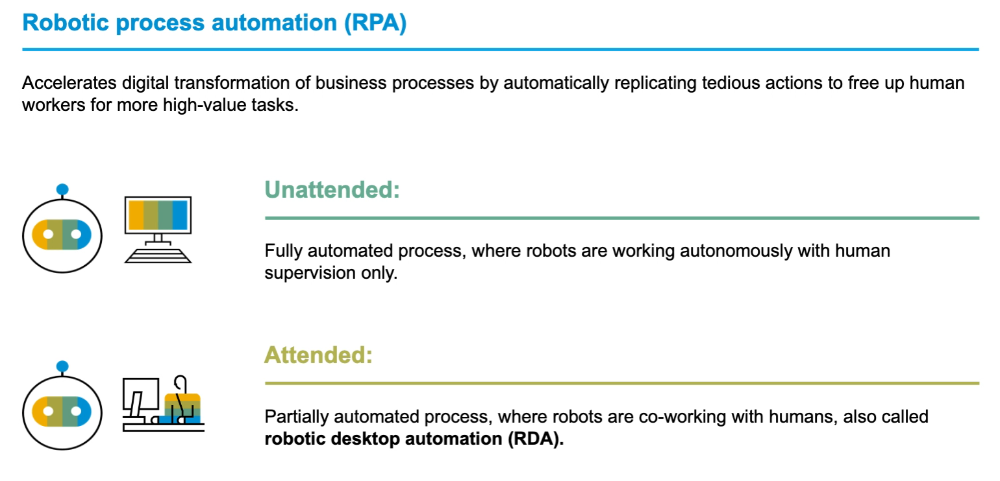 Robotic process automation (RPA)
Accelerates digital transformation of business processes by automatically replicating tedious actions to free up human
workers for more high-value tasks.
Unattended:
Fully automated process, where robots are working autonomously with human
supervision only.
Attended:
Partially automated process, where robots are co-working with humans, also called
robotic desktop automation (RDA).